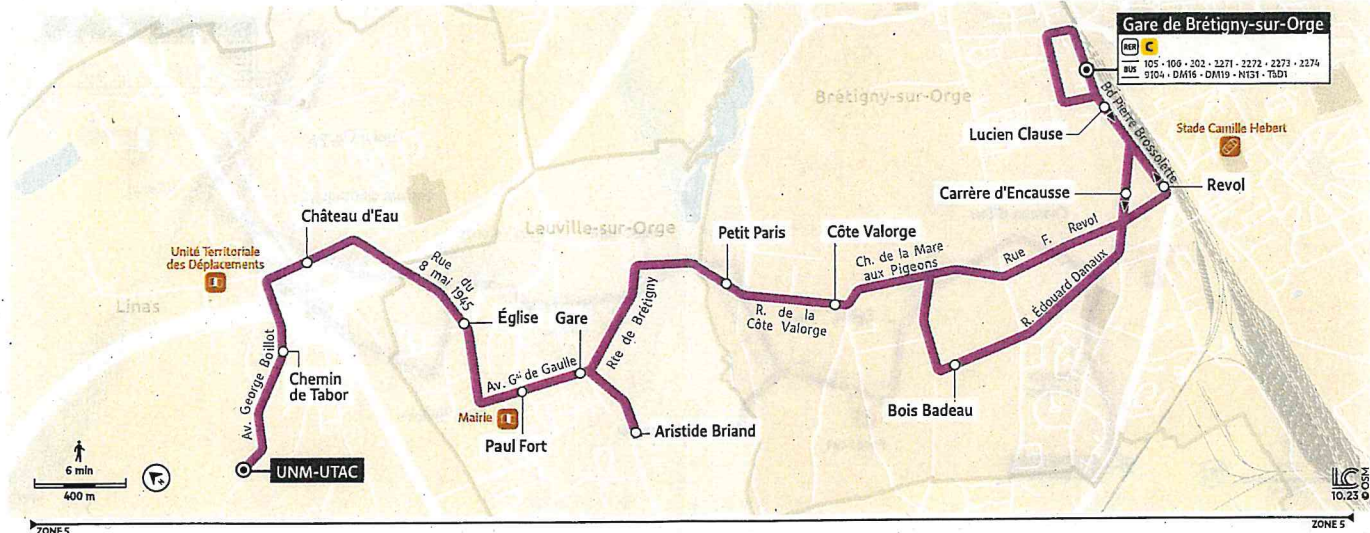 Gare de Brétigny-sur-Orge
RER C
BUS 105 - 106 - 202 - 2271 - 2272 - 2273 - 2274
9104 - DM16 - DM19 - N131 - TàD1
Brétigny-sur-Orge
Bd Pierre Brossolette
Lucien Clause
Stade Camille Hebert
Carrère d'Encausse
Revol
Château d'Eau
Leuville-sur-Orge
Petit Paris
Côte Valorge
Ch. de la Mare
aux Pigeons
Rue F. Revol
Unité Territoriale
des Déplacements
Linas
Rue du
8 mai 1945
Rte de Brétigny
R. de la
Côte Valorge
R. Édouard Danaux
Église
Gare
Av. George Boillot
Chemin
de Tabor
Av. Gal de Gaulle
Mairie
Paul Fort
Aristide Briand
Bois Badeau
UNM-UTAC
6 min
400 m
LC
10.23
© OSM
ZONE 5
ZONE 5